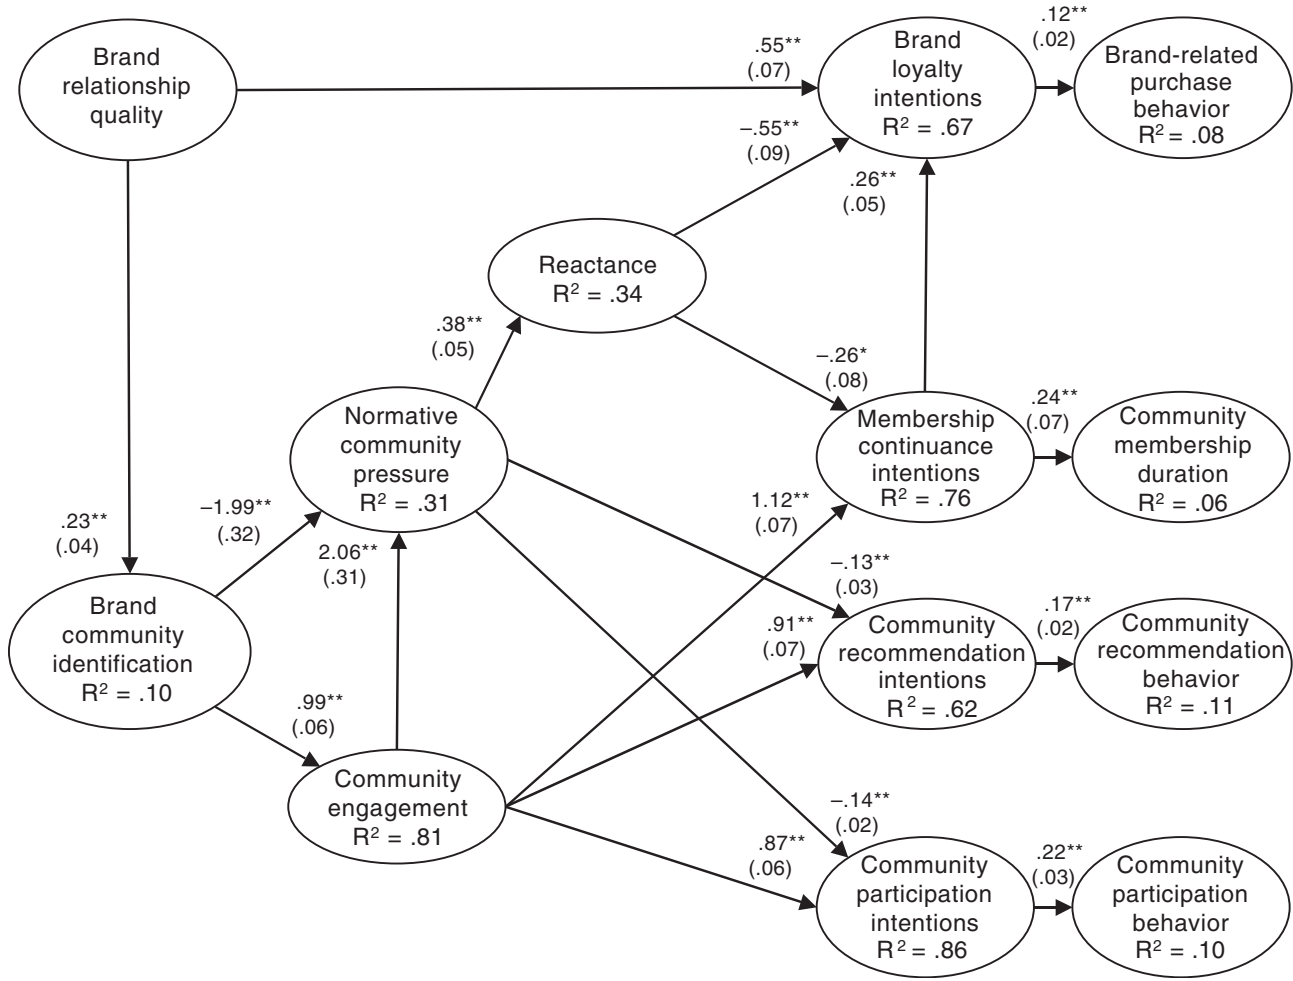 Brand
relationship
quality
.55**
(.07)
Brand
loyalty
intentions
R² = .67
.12**
(.02)
Brand-related
purchase
behavior
R² = .08
–.55**
(.09)
.26**
(.05)
Reactance
R² = .34
.38**
(.05)
–.26*
(.08)
Normative
community
pressure
R² = .31
Membership
continuance
intentions
R² = .76
.24**
(.07)
Community
membership
duration
R² = .06
.23**
(.04)
–1.99**
(.32)
2.06**
(.31)
1.12**
(.07)
–.13**
(.03)
Brand
community
identification
R² = .10
.91**
(.07)
Community
recommendation
intentions
R² = .62
.17**
(.02)
Community
recommendation
behavior
R² = .11
.99**
(.06)
Community
engagement
R² = .81
–.14**
(.02)
.87**
(.06)
Community
participation
intentions
R² = .86
.22**
(.03)
Community
participation
behavior
R² = .10